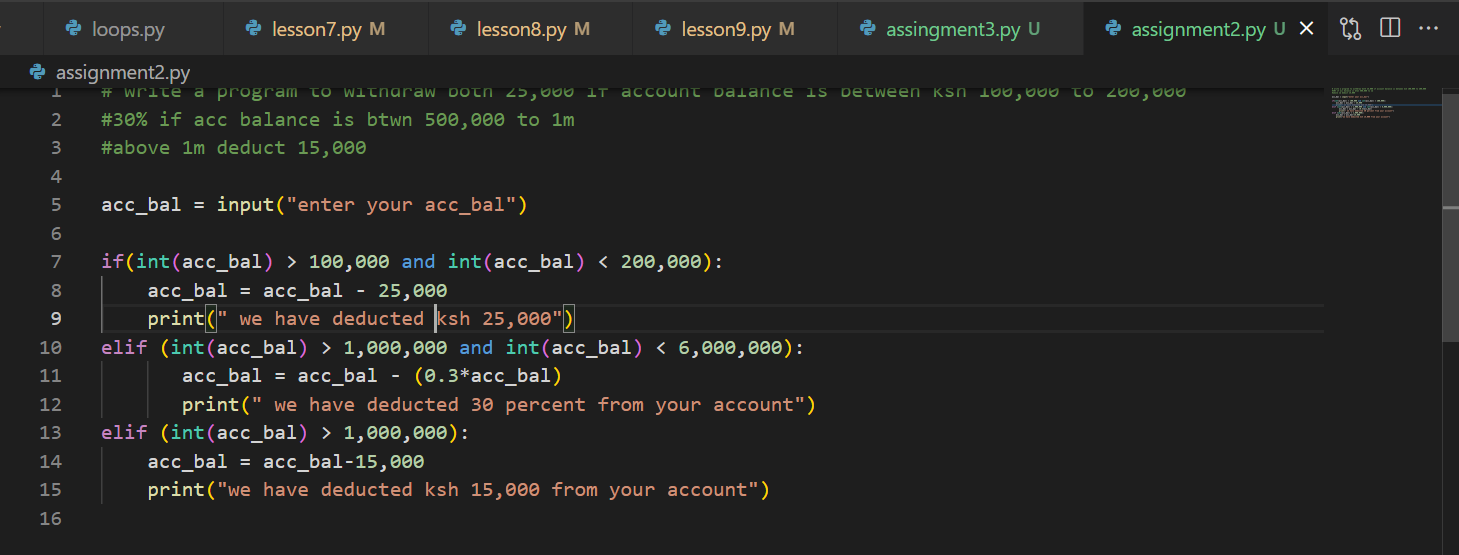 loops.py lesson7.py M lesson8.py M lesson9.py M assingment3.py U assignment2.py U
assignment2.py
1 # write a program to withdraw both 25,000 if account balance is between ksh 100,000 to 200,000
2 #30% if acc balance is btwn 500,000 to 1m
3 #above 1m deduct 15,000
4
5 acc_bal = input("enter your acc_bal")
6
7 if(int(acc_bal) > 100,000 and int(acc_bal) < 200,000):
8     acc_bal = acc_bal - 25,000
9     print(" we have deducted ksh 25,000")
10 elif (int(acc_bal) > 1,000,000 and int(acc_bal) < 6,000,000):
11        acc_bal = acc_bal - (0.3*acc_bal)
12        print(" we have deducted 30 percent from your account")
13 elif (int(acc_bal) > 1,000,000):
14     acc_bal = acc_bal-15,000
15     print("we have deducted ksh 15,000 from your account")
16